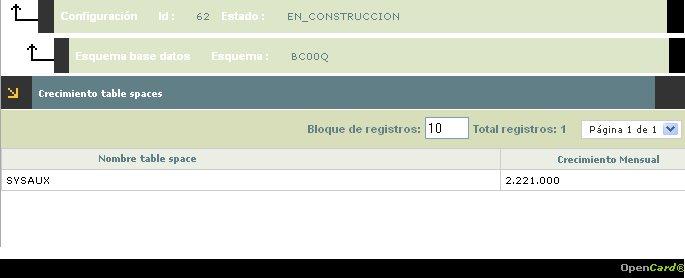 Configuración Id : 62 Estado : EN_CONSTRUCCION
Esquema base datos Esquema : BC00Q
Crecimiento table spaces
Bloque de registros: 10 Total registros: 1 Página 1 de 1
Nombre table space Crecimiento Mensual
SYSAUX 2.221.000
OpenCard®